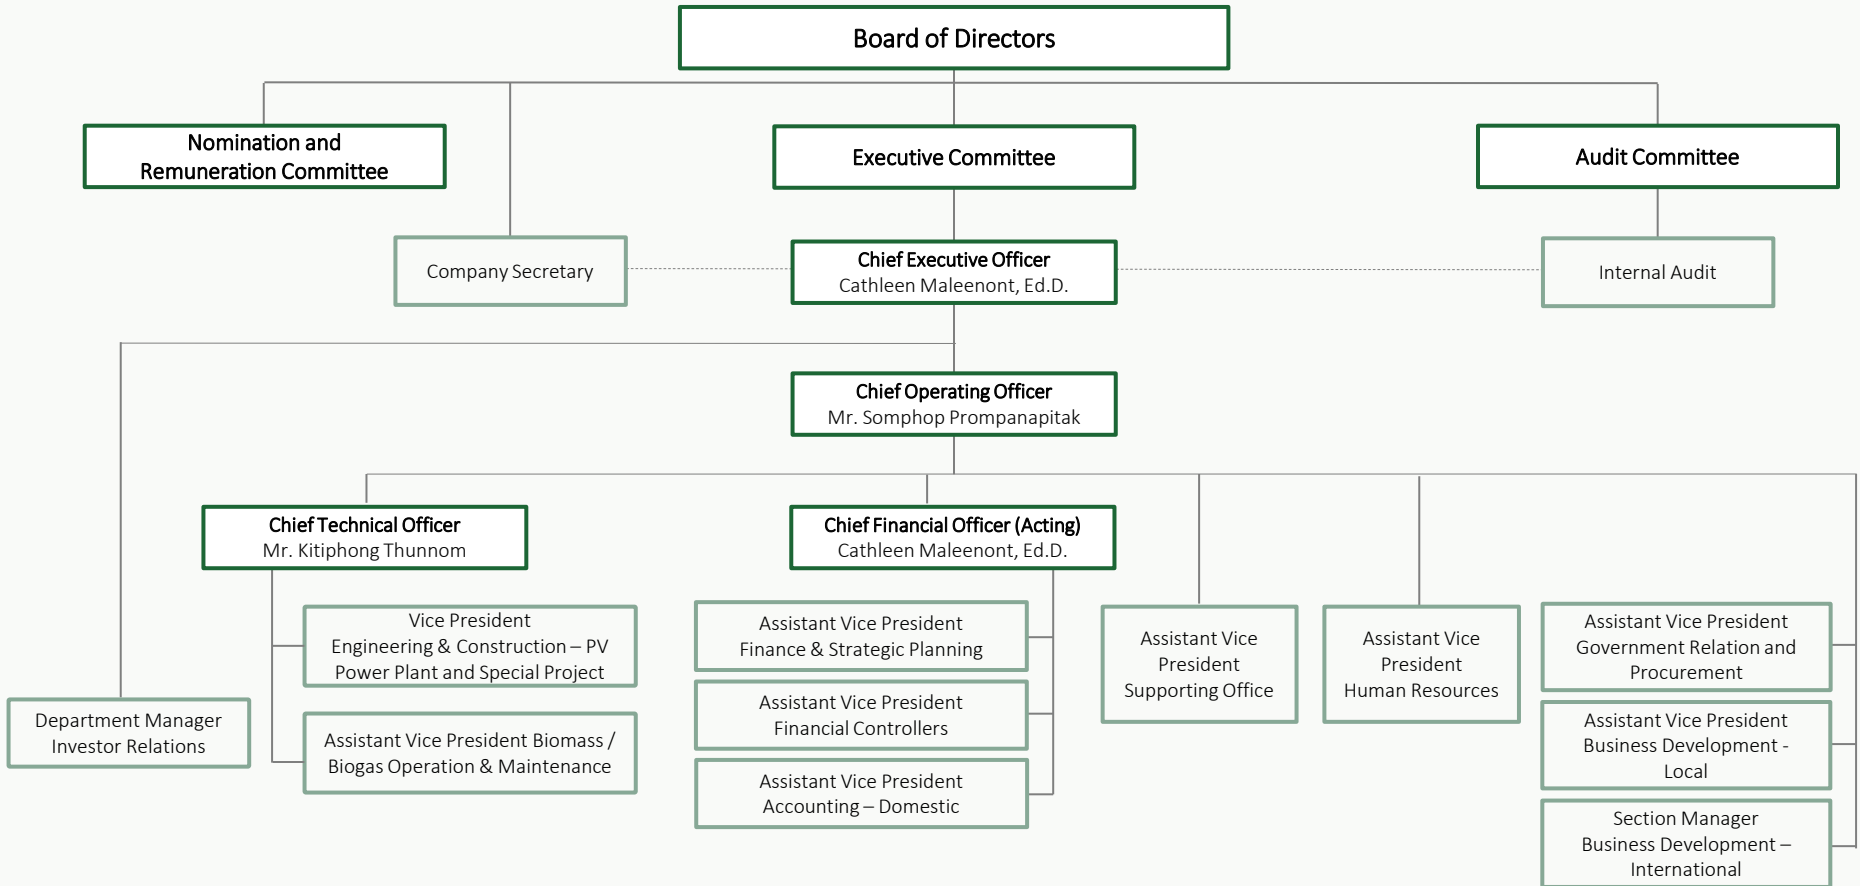 Board of Directors
Nomination and
Remuneration Committee
Executive Committee
Audit Committee
Company Secretary
Chief Executive Officer
Cathleen Maleenont, Ed.D.
Internal Audit
Chief Operating Officer
Mr. Somphop Prompanapitak
Chief Technical Officer
Mr. Kitiphong Thunnom
Chief Financial Officer (Acting)
Cathleen Maleenont, Ed.D.
Department Manager
Investor Relations
Vice President
Engineering & Construction – PV
Power Plant and Special Project
Assistant Vice President Biomass /
Biogas Operation & Maintenance
Assistant Vice President
Finance & Strategic Planning
Assistant Vice President
Financial Controllers
Assistant Vice President
Accounting – Domestic
Assistant Vice
President
Supporting Office
Assistant Vice
President
Human Resources
Assistant Vice President
Government Relation and
Procurement
Assistant Vice President
Business Development -
Local
Section Manager
Business Development –
International